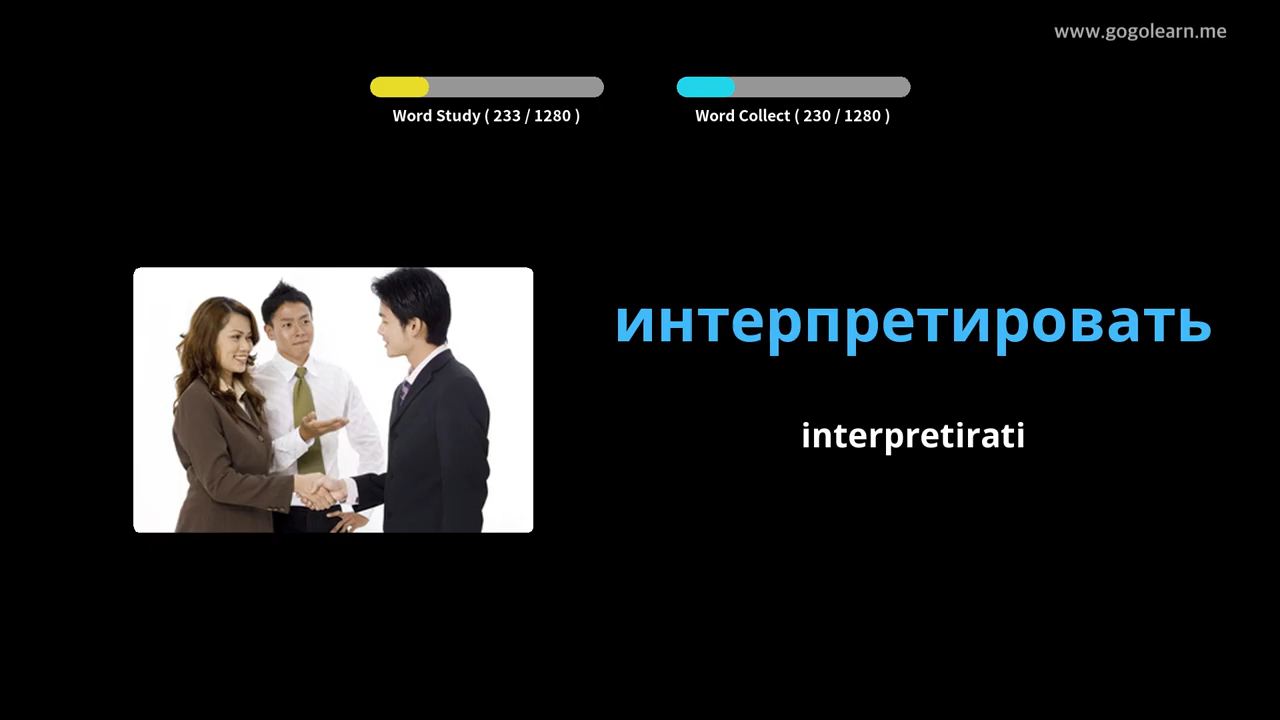 www.gogolearn.me
Word Study ( 233 / 1280 )
Word Collect ( 230 / 1280 )
интерпретировать
interpretirati